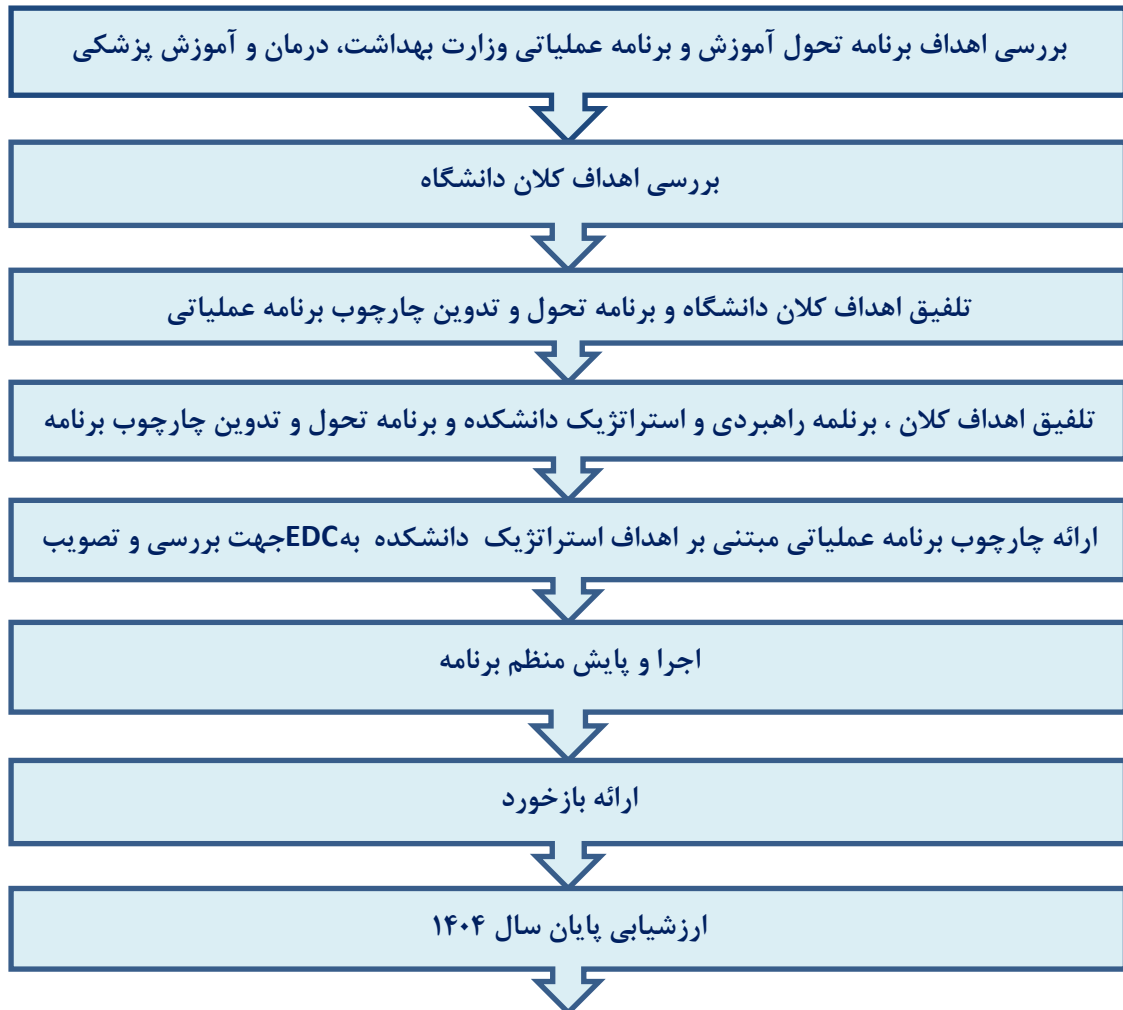 بررسی اهداف برنامه تحول آموزش و برنامه عملیاتی وزارت بهداشت، درمان و آموزش پزشکی
بررسی اهداف کلان دانشگاه
تلفیق اهداف کلان دانشگاه و برنامه تحول و تدوین چارچوب برنامه عملیاتی
تلفیق اهداف کلان ، برنلمه راهبردی و استراتژیک دانشکده و برنامه تحول و تدوین چارچوب برنامه
ارائه چارچوب برنامه عملیاتی مبتنی بر اهداف استراتژیک دانشکده به EDCجهت بررسی و تصویب
اجرا و پایش منظم برنامه
ارائه بازخورد
ارزشیابی پایان سال ۱۴۰۴